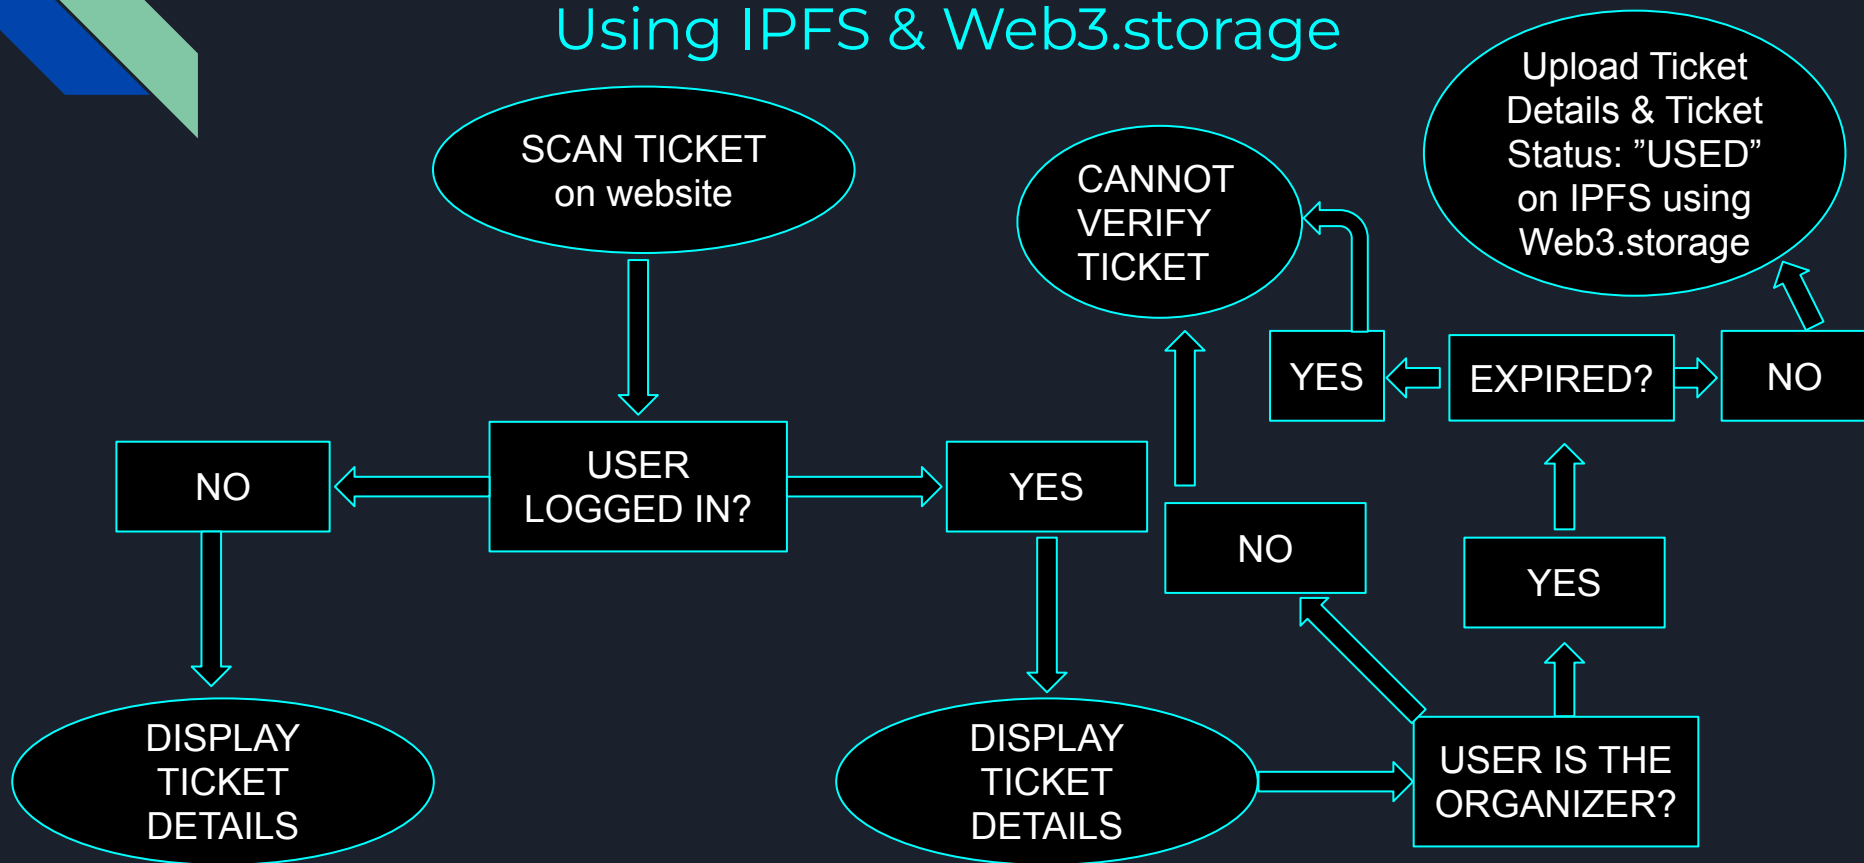 Using IPFS & Web3.storage
SCAN TICKET
on website
CANNOT
VERIFY
TICKET
Upload Ticket
Details & Ticket
Status: ”USED”
on IPFS using
Web3.storage
YES
EXPIRED?
NO
NO
USER
LOGGED IN?
YES
NO
YES
DISPLAY
TICKET
DETAILS
DISPLAY
TICKET
DETAILS
USER IS THE
ORGANIZER?